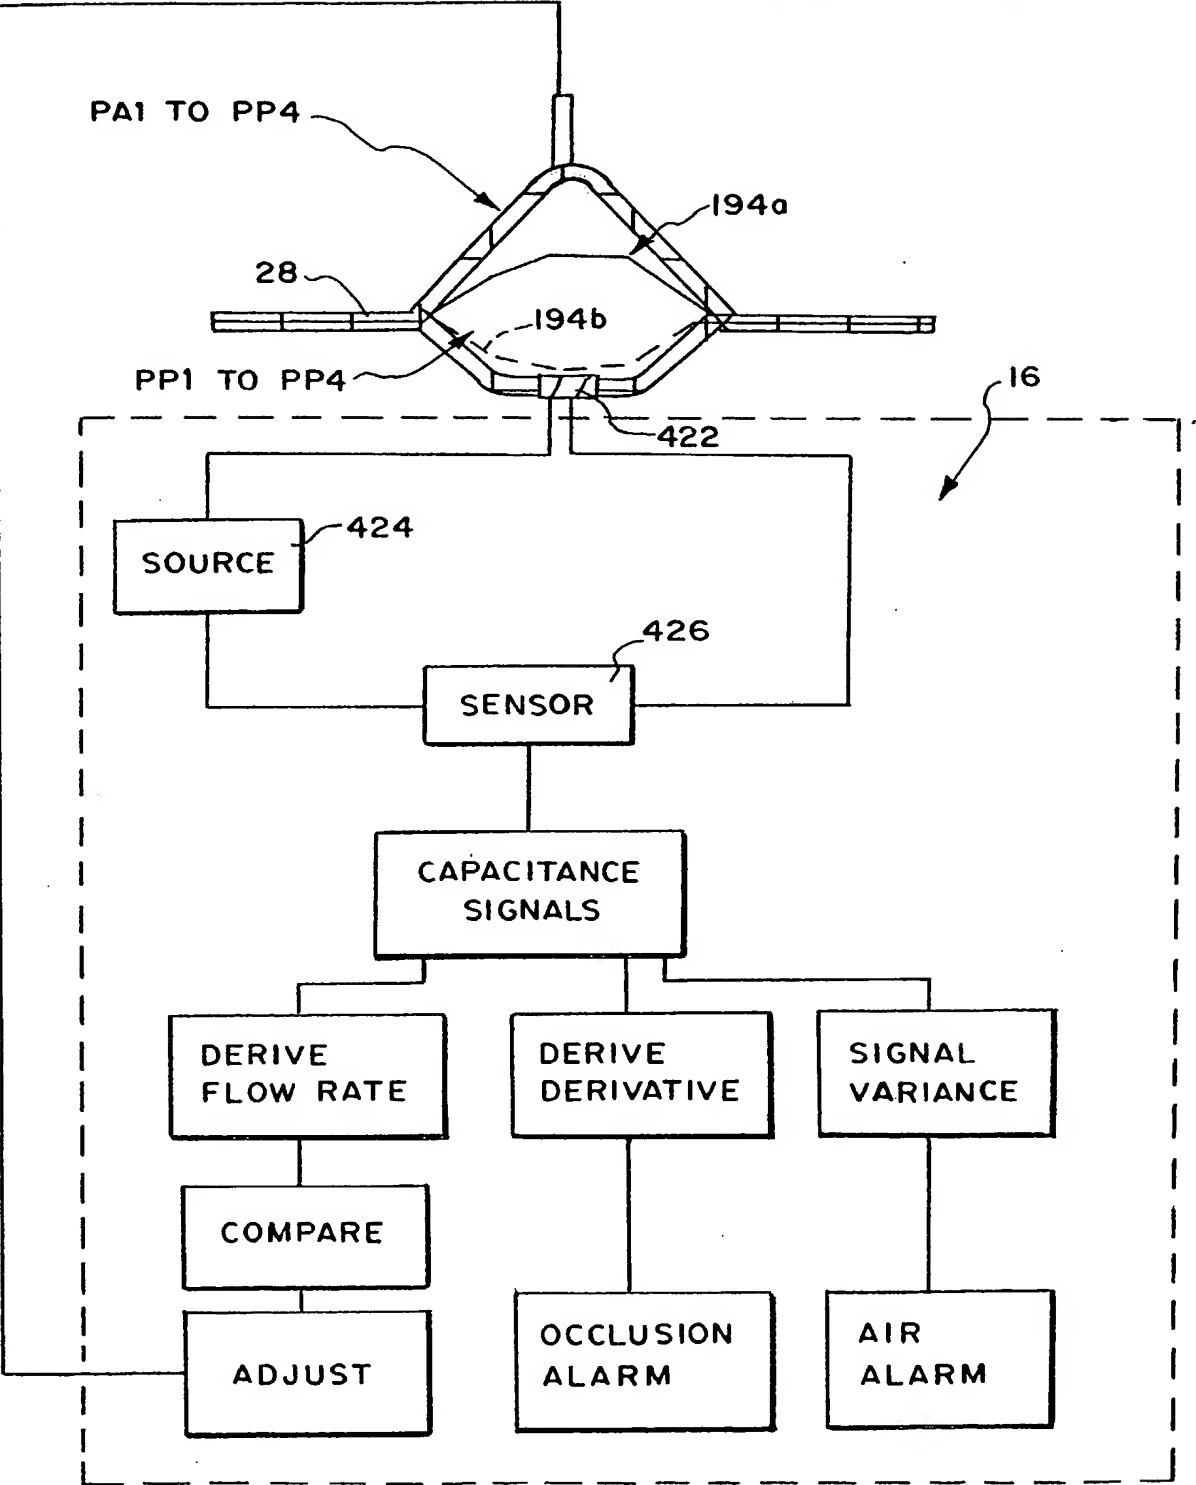 PA1 TO PP4
194a
28
194b
PP1 TO PP4
16
422
424
SOURCE
426
SENSOR
CAPACITANCE
SIGNALS
DERIVE
FLOW RATE
DERIVE
DERIVATIVE
SIGNAL
VARIANCE
COMPARE
OCCLUSION
ALARM
AIR
ALARM
ADJUST